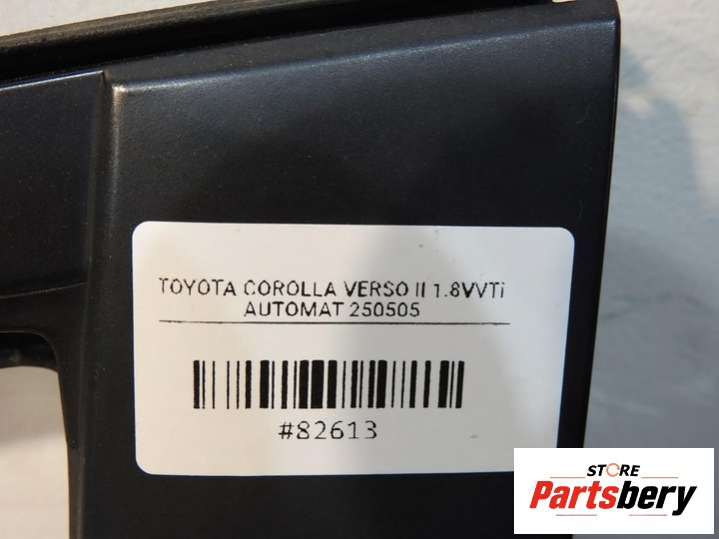 TOYOTA COROLLA VERSO II 1.8VVTi
AUTOMAT 250505
#82613
STORE
Partsbery